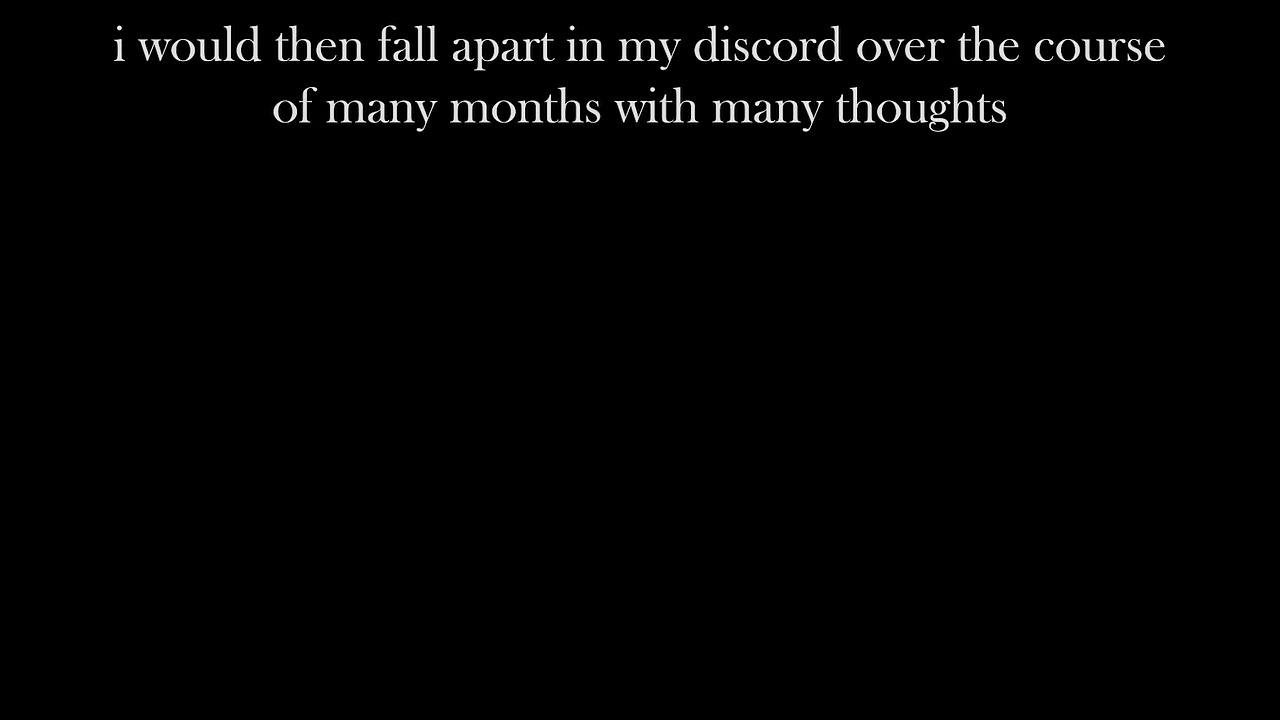 i would then fall apart in my discord over the course
of many months with many thoughts